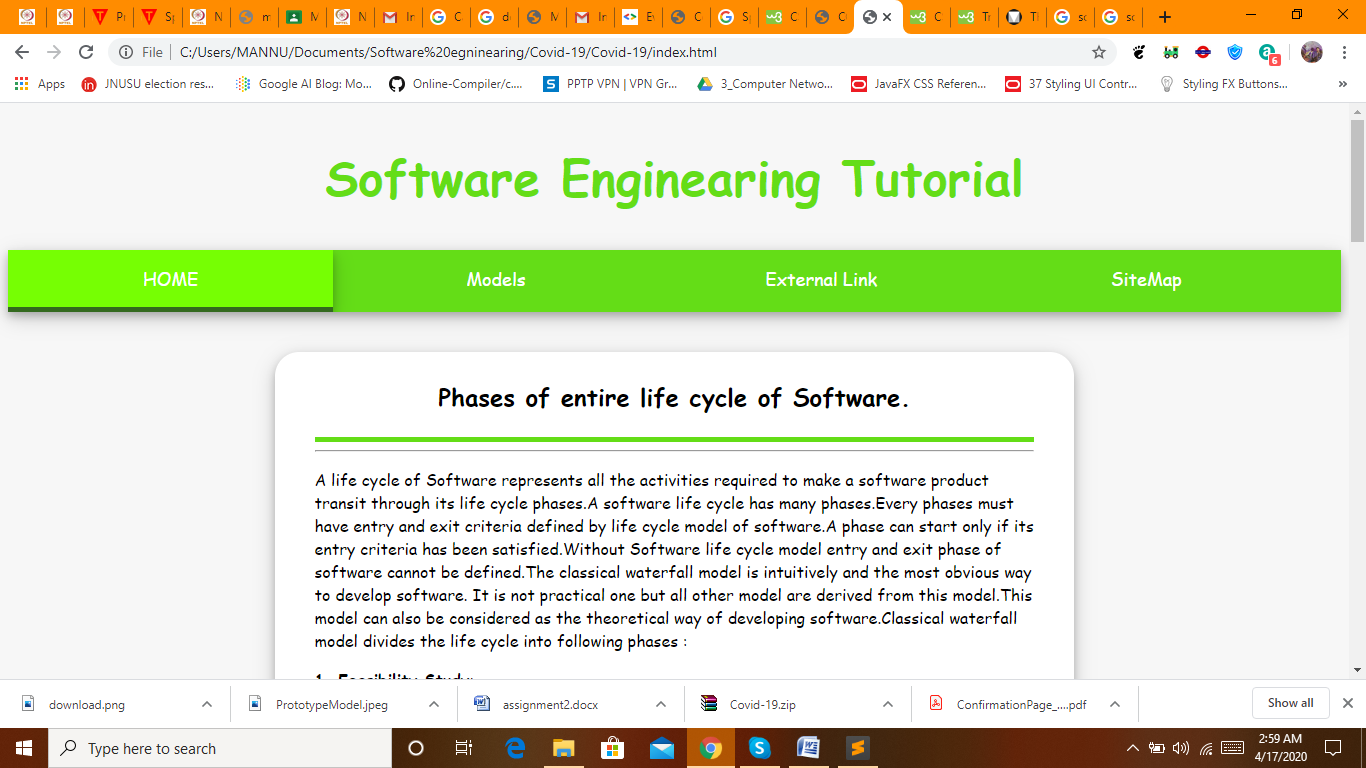 P
S
N
m
M
N
In
C
d
M
In
E
C
S
C
C
C
Tr
T
sc
sc
File | C:/Users/MANNU/Documents/Software%20egninearing/Covid-19/Covid-19/index.html
6
Apps
JNUSU election res...
Google AI Blog: Mo...
Online-Compiler/c....
PPTP VPN | VPN Gr...
3_Computer Netwo...
JavaFX CSS Referen...
37 Styling UI Contr...
Styling FX Buttons...
»
Software Enginearing Tutorial
HOME
Models
External Link
SiteMap
Phases of entire life cycle of Software.
A life cycle of Software represents all the activities required to make a software product
transit through its life cycle phases.A software life cycle has many phases.Every phases must
have entry and exit criteria defined by life cycle model of software.A phase can start only if its
entry criteria has been satisfied.Without Software life cycle model entry and exit phase of
software cannot be defined.The classical waterfall model is intuitively and the most obvious way
to develop software. It is not practical one but all other model are derived from this model.This
model can also be considered as the theoretical way of developing software.Classical waterfall
model divides the life cycle into following phases :
1. Feasibility Study:
download.png
PrototypeModel.jpeg
assignment2.docx
Covid-19.zip
ConfirmationPage_....pdf
Show all
Type here to search
2:59 AM
4/17/2020